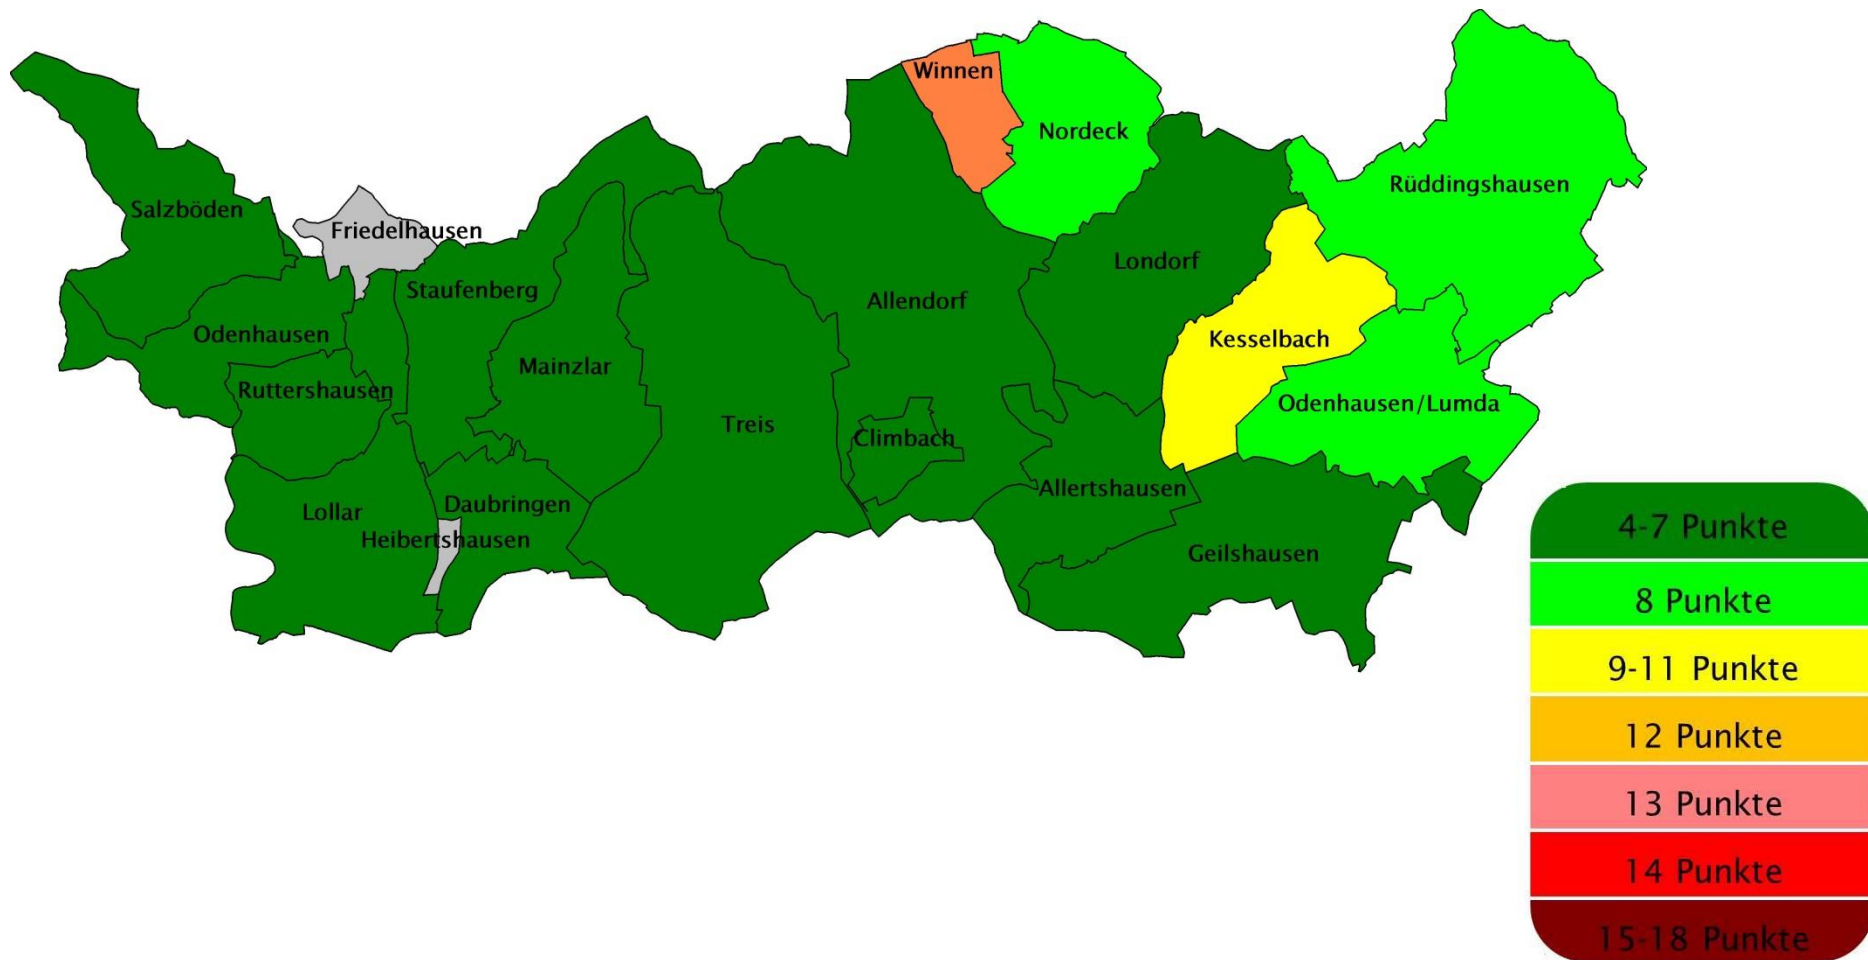 Winnen
Nordeck
Rüddingshausen
Salzböden
Friedelhausen
Londorf
Staufenberg
Allendorf
Odenhausen
Kesselbach
Mainzlar
Ruttershausen
Odenhausen/Lumda
Treis
Climbach
Allertshausen
Daubringen
Lollar
Heibertshausen
Geilshausen
4-7 Punkte
8 Punkte
9-11 Punkte
12 Punkte
13 Punkte
14 Punkte
15-18 Punkte